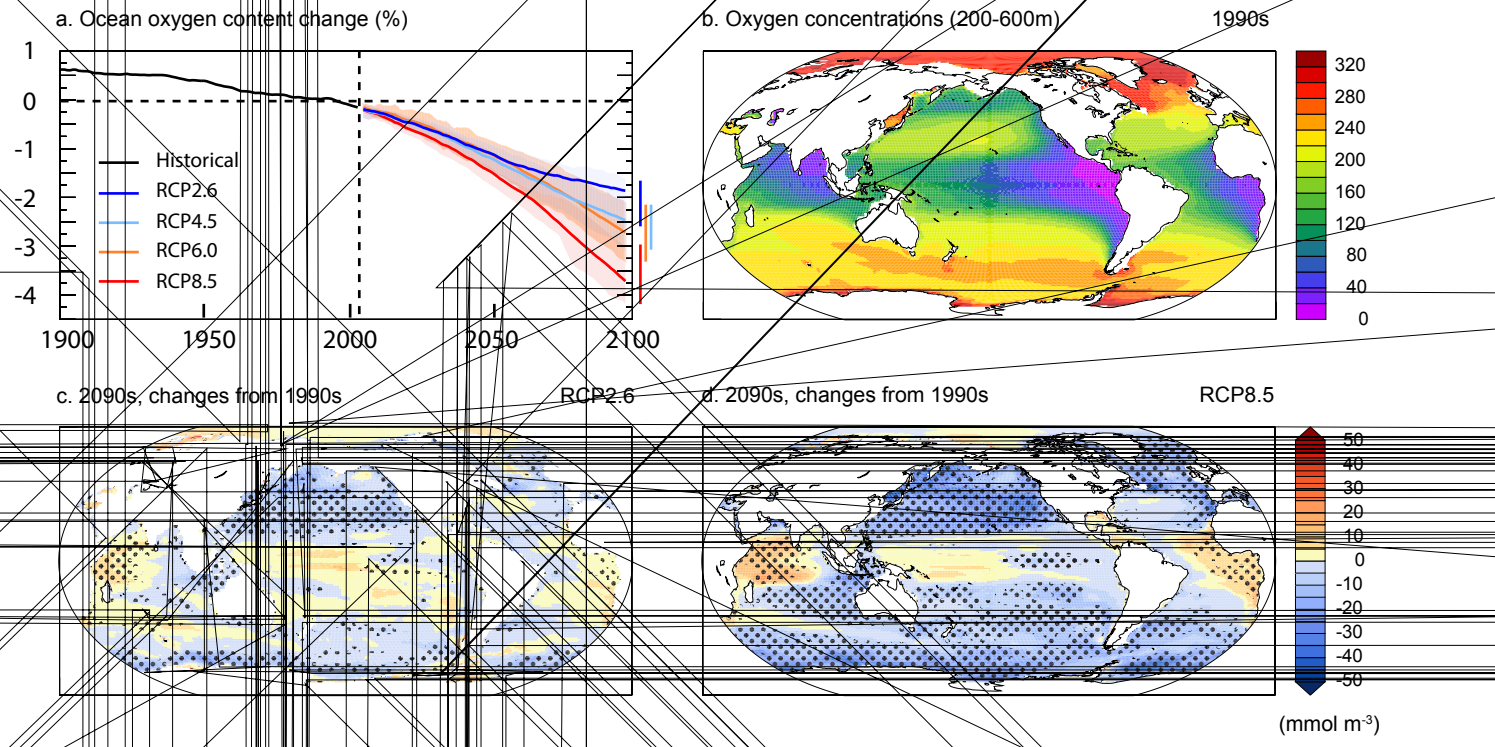 a. Ocean oxygen content change (%)
1
0
-1
-2
-3
-4
Historical
RCP2.6
RCP4.5
RCP6.0
RCP8.5
1900
1950
2000
2050
2100
b. Oxygen concentrations (200-600m)
1990s
320
280
240
200
160
120
80
40
0
c. 2090s, changes from 1990s
RCP2.6
d. 2090s, changes from 1990s
RCP8.5
50
40
30
20
10
0
-10
-20
-30
-40
-50
(mmol m⁻³)